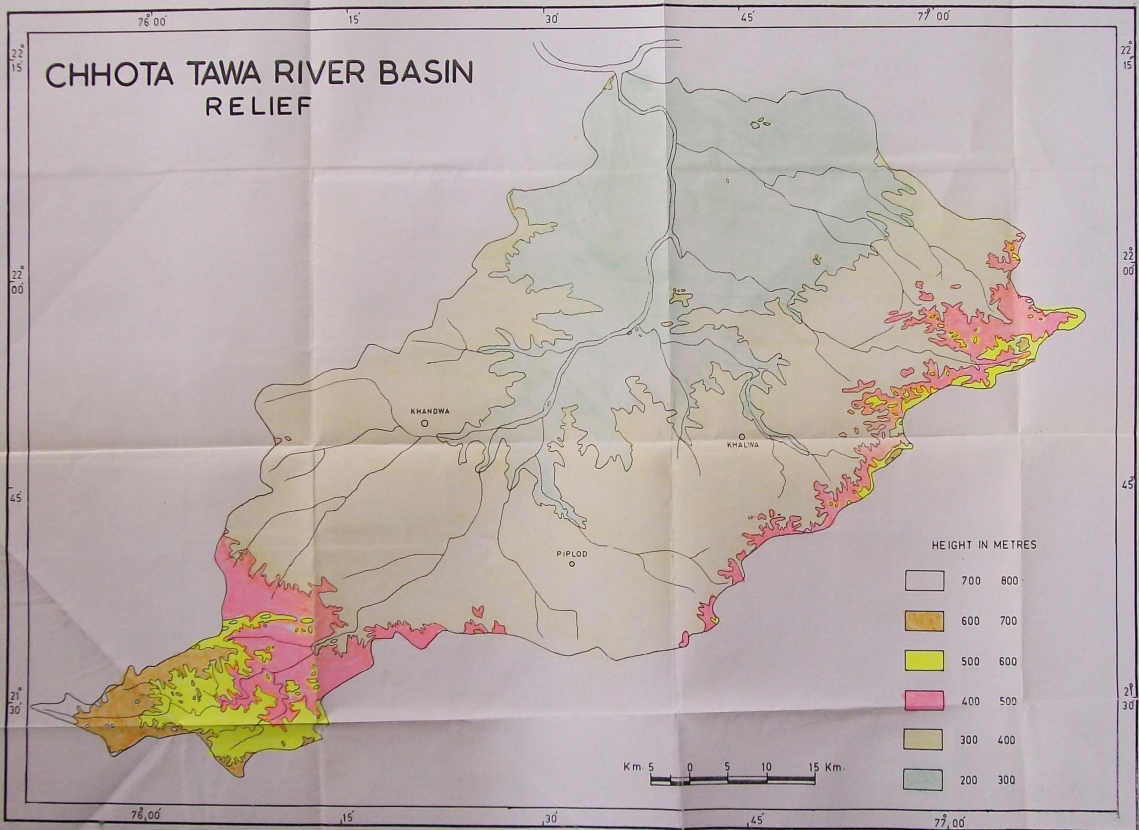 76° 00' 15' 30' 45' 77° 00'
22° 15'
22° 15'
CHHOTA TAWA RIVER BASIN
RELIEF
22° 00'
22° 00'
KHANDWA
KHALWA
45'
45'
PIPLOD
HEIGHT IN METRES
700 800
600 700
500 600
400 500
300 400
200 300
21° 30'
21° 30'
Km. 5 0 5 10 15 Km.
76° 00' 15' 30' 45' 77° 00'